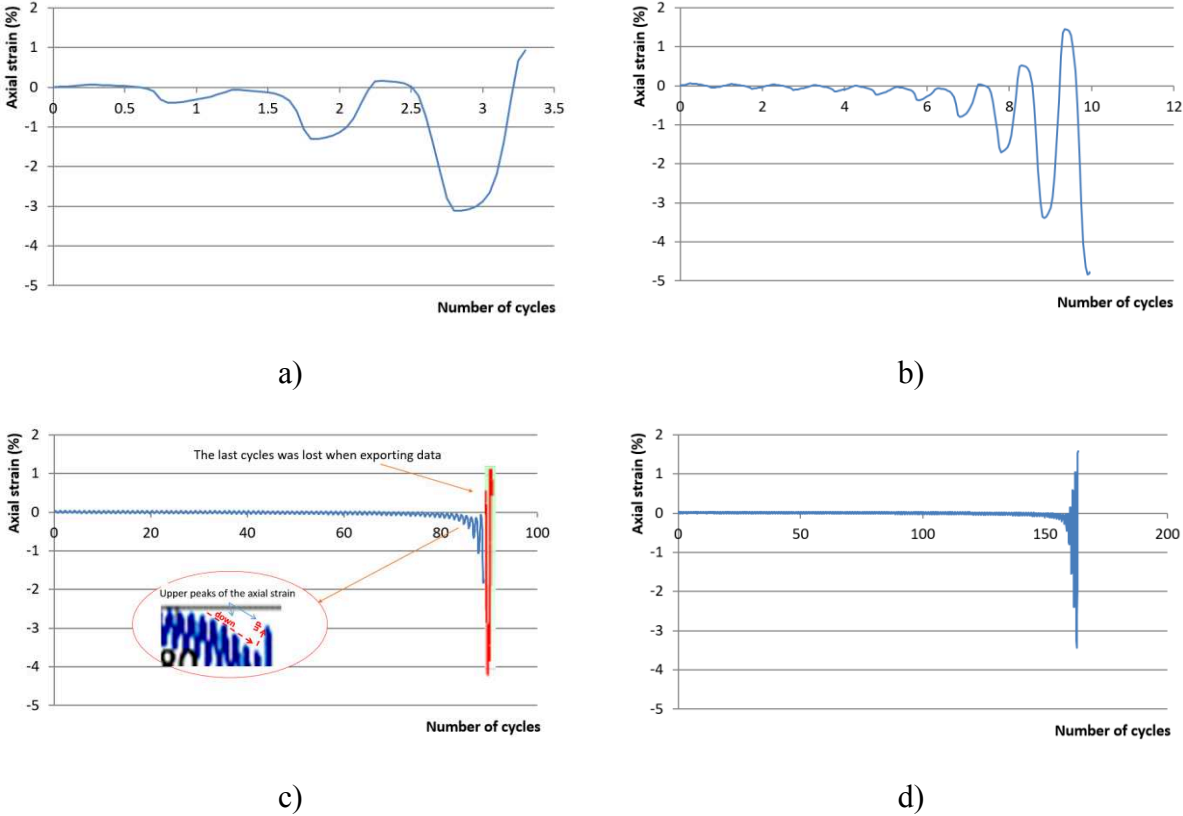 Axial strain (%)
2
1
0
-1
-2
-3
-4
-5
0 0.5 1 1.5 2 2.5 3 3.5
Number of cycles
a)
Axial strain (%)
2
1
0
-1
-2
-3
-4
-5
0 2 4 6 8 10 12
Number of cycles
b)
Axial strain (%)
2
1
0
-1
-2
-3
-4
-5
0 20 40 60 80 100
The last cycles was lost when exporting data
Upper peaks of the axial strain
down
up
Number of cycles
c)
Axial strain (%)
2
1
0
-1
-2
-3
-4
-5
0 50 100 150 200
Number of cycles
d)